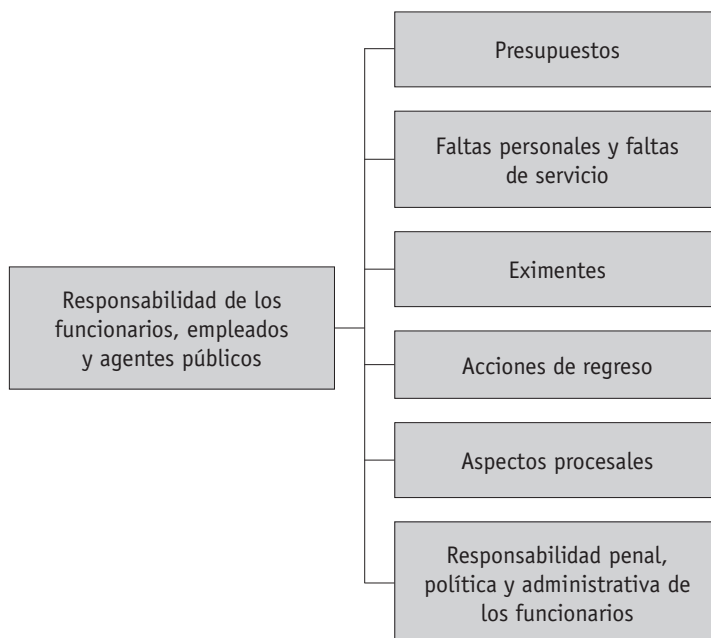 Responsabilidad de los
funcionarios, empleados
y agentes públicos
Presupuestos
Faltas personales y faltas
de servicio
Eximentes
Acciones de regreso
Aspectos procesales
Responsabilidad penal,
política y administrativa de
los funcionarios